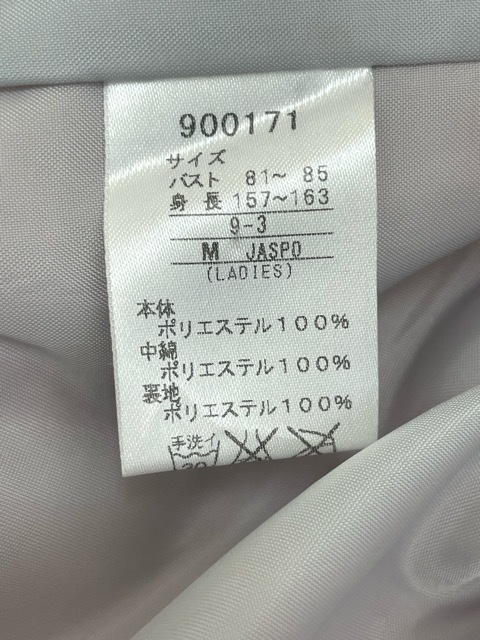 900171
サイズ
バスト 81～ 85
身 長 157～163
9-3
M JASPO
(LADIES)
本体
ポリエステル100%
中綿
ポリエステル100%
裏地
ポリエステル100%
手洗イ
30